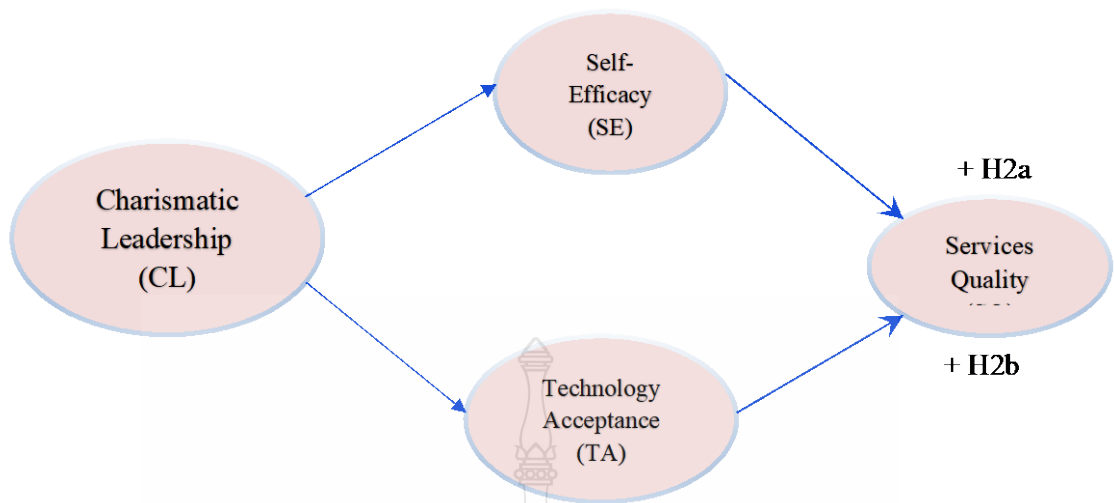 Self-
Efficacy
(SE)
+ H2a
Charismatic
Leadership
(CL)
Services
Quality
+ H2b
Technology
Acceptance
(TA)